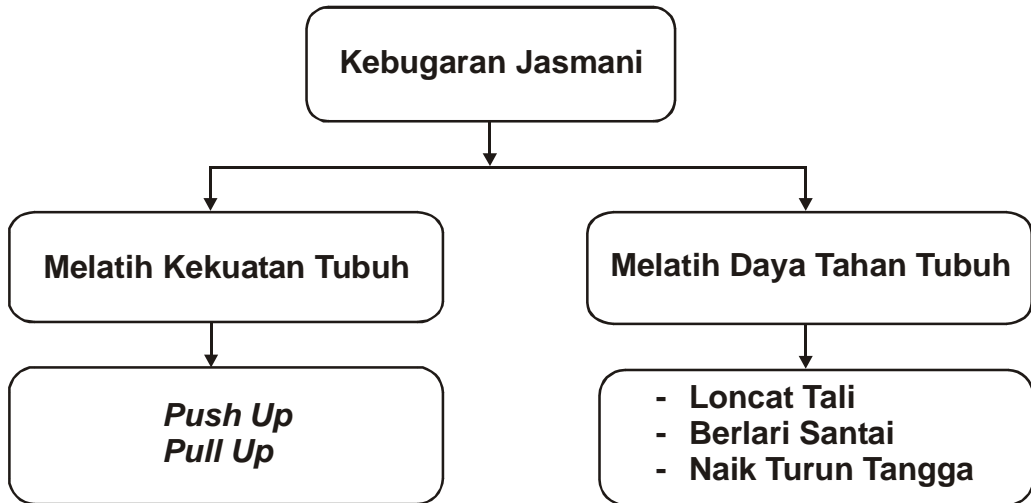 Kebugaran Jasmani
Melatih Kekuatan Tubuh
Melatih Daya Tahan Tubuh
Push Up
Pull Up
- Loncat Tali
- Berlari Santai
- Naik Turun Tangga